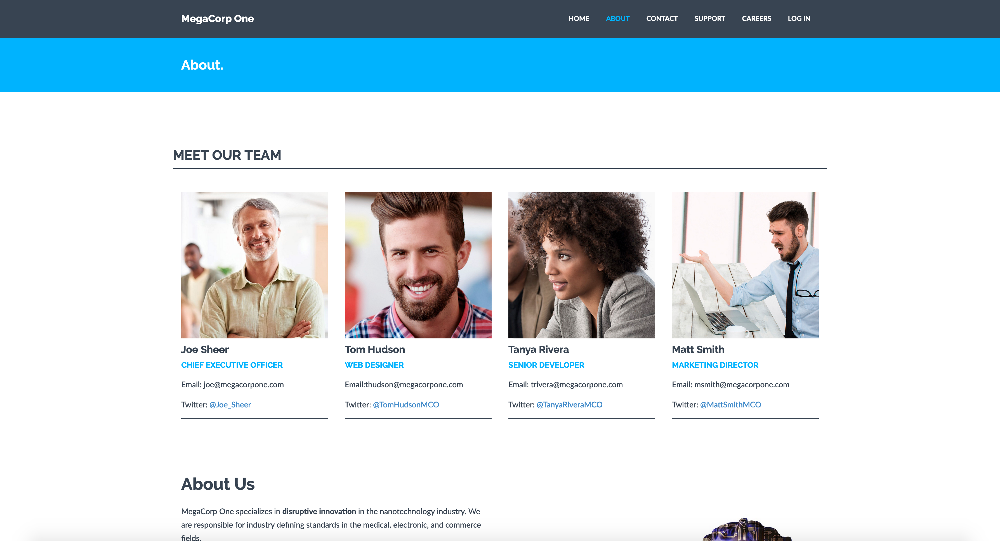 MegaCorp One
HOME ABOUT CONTACT SUPPORT CAREERS LOG IN
About.
MEET OUR TEAM
Joe Sheer
CHIEF EXECUTIVE OFFICER
Email: joe@megacorpone.com
Twitter: @Joe_Sheer
Tom Hudson
WEB DESIGNER
Email:thudson@megacorpone.com
Twitter: @TomHudsonMCO
Tanya Rivera
SENIOR DEVELOPER
Email: trivera@megacorpone.com
Twitter: @TanyaRiveraMCO
Matt Smith
MARKETING DIRECTOR
Email: msmith@megacorpone.com
Twitter: @MattSmithMCO
About Us
MegaCorp One specializes in disruptive innovation in the nanotechnology industry. We
are responsible for industry defining standards in the medical, electronic, and commerce
fields.